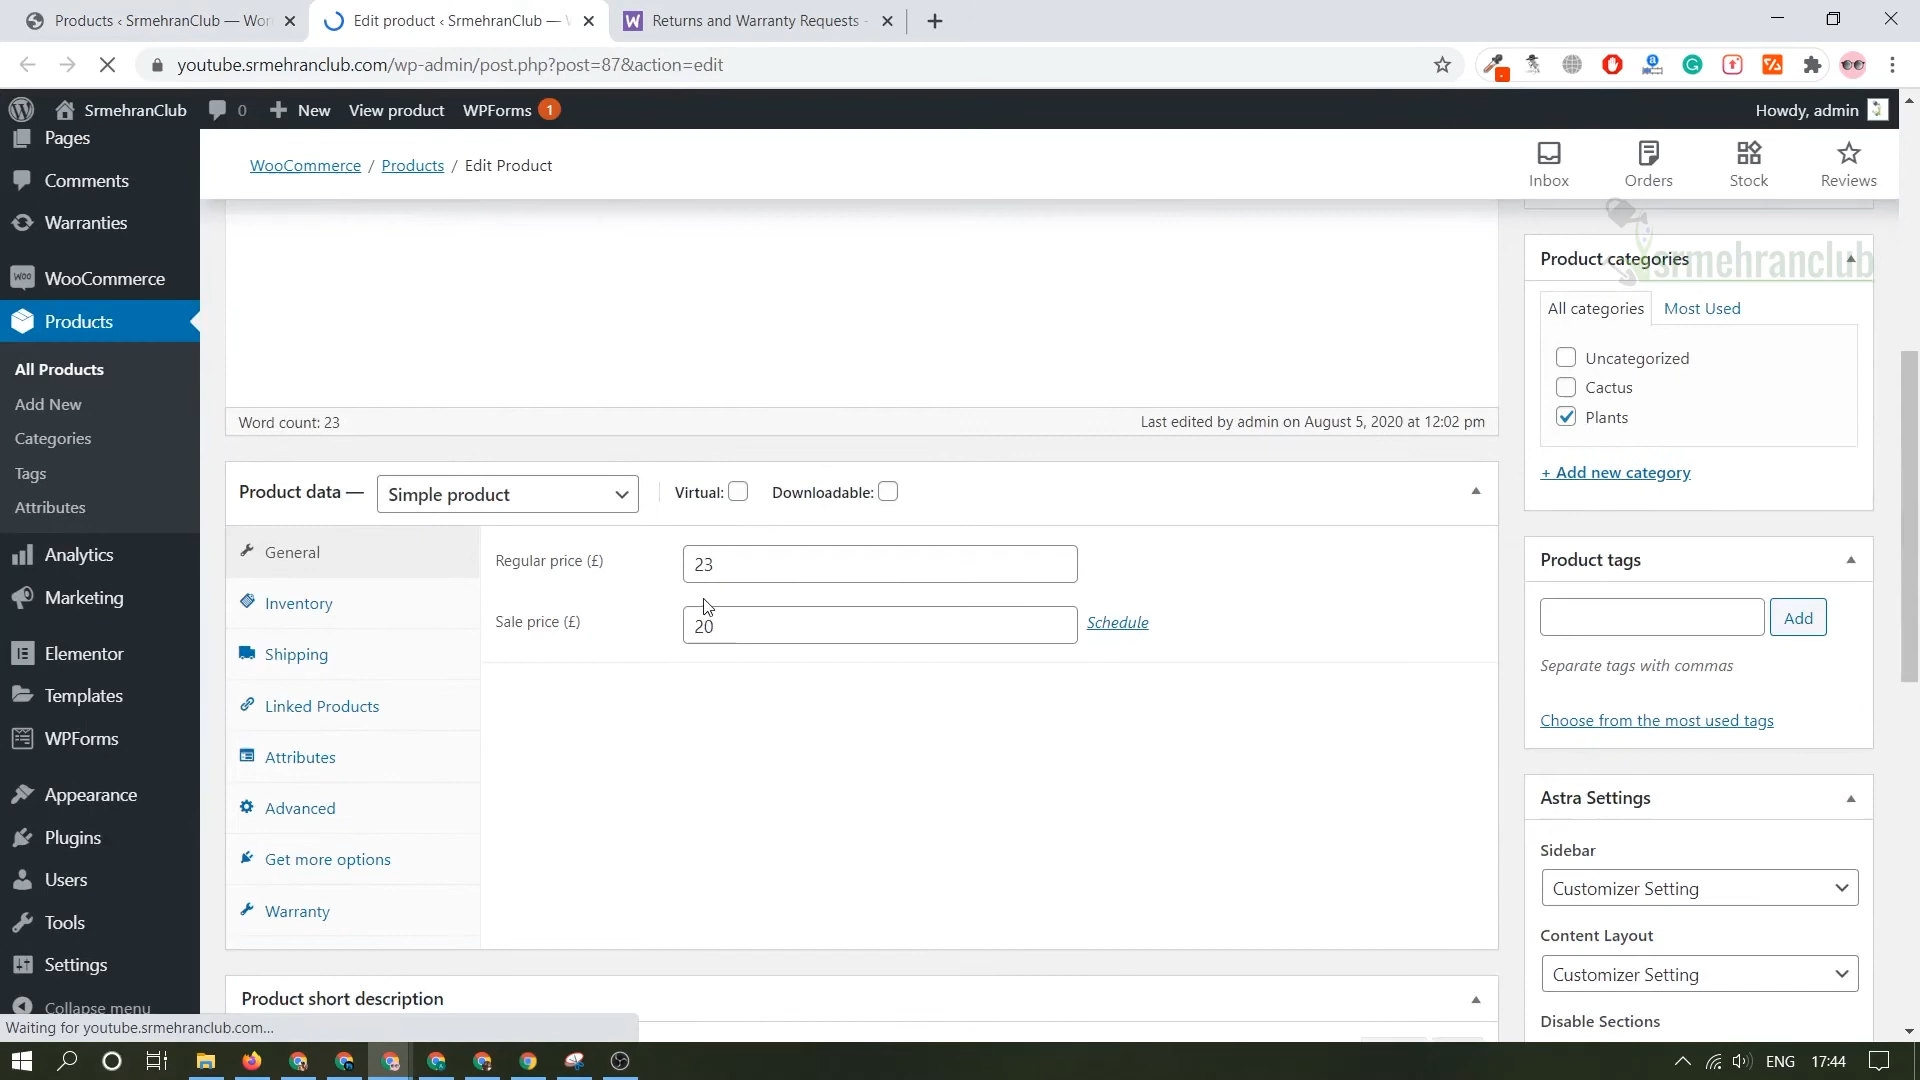 Products ‹ SrmehranClub — Wor
Edit product ‹ SrmehranClub —
Returns and Warranty Requests -
youtube.srmehranclub.com/wp-admin/post.php?post=87&action=edit
SrmehranClub
0
New
View product
WPForms
1
Howdy, admin
Pages
Comments
Warranties
WooCommerce
Products
All Products
Add New
Categories
Tags
Attributes
Analytics
Marketing
Elementor
Templates
WPForms
Appearance
Plugins
Users
Tools
Settings
Collapse menu
WooCommerce / Products / Edit Product
Inbox
Orders
Stock
Reviews
Word count: 23
Last edited by admin on August 5, 2020 at 12:02 pm
Product data —
Simple product
Virtual:
Downloadable:
General
Inventory
Shipping
Linked Products
Attributes
Advanced
Get more options
Warranty
Regular price (£)
23
Sale price (£)
20
Schedule
Product short description
srmehranclub
Product categories
All categories
Most Used
Uncategorized
Cactus
Plants
+ Add new category
Product tags
Add
Separate tags with commas
Choose from the most used tags
Astra Settings
Sidebar
Customizer Setting
Content Layout
Customizer Setting
Disable Sections
Waiting for youtube.srmehranclub.com...
ENG
17:44